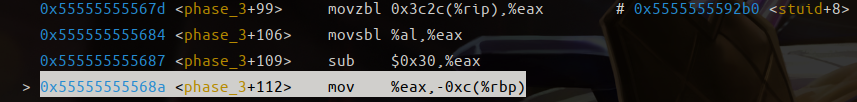 0x55555555567d <phase_3+99> movzbl 0x3c2c(%rip),%eax # 0x5555555592b0 <stuid+8>
0x555555555684 <phase_3+106> movsbl %al,%eax
0x555555555687 <phase_3+109> sub $0x30,%eax
> 0x55555555568a <phase_3+112> mov %eax,-0xc(%rbp)